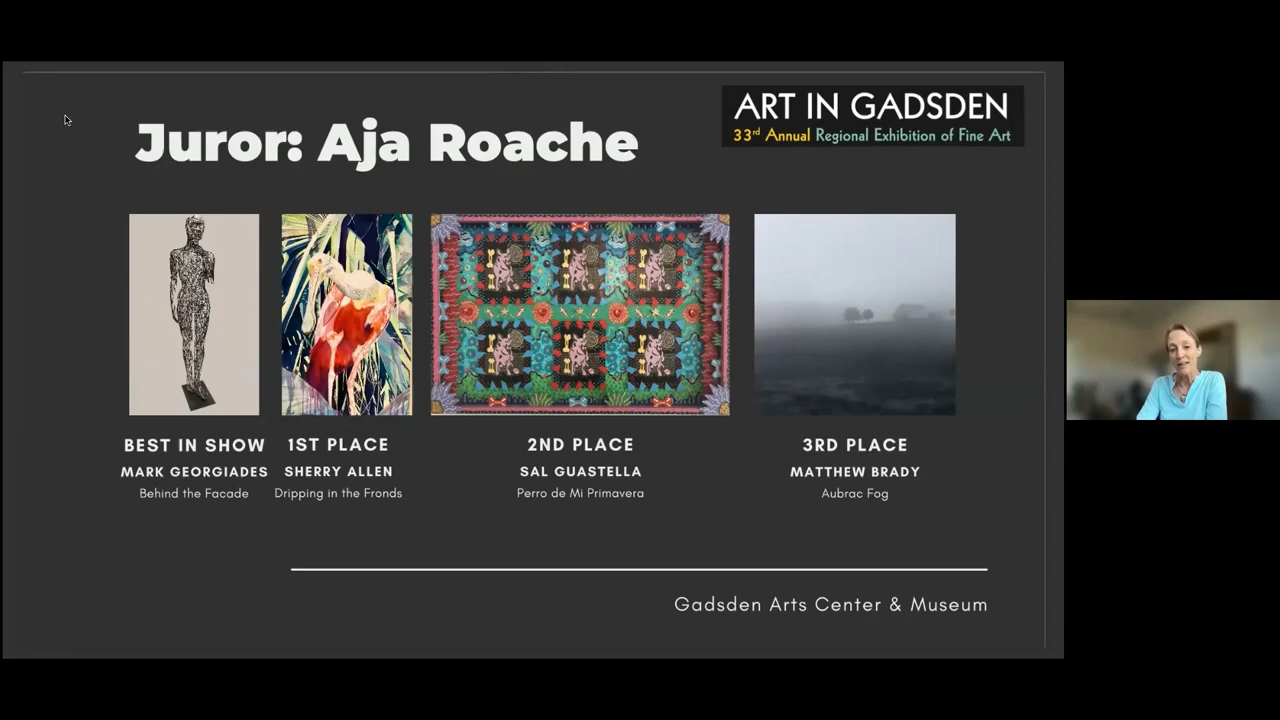 ART IN GADSDEN
33rd Annual Regional Exhibition of Fine Art
Juror: Aja Roache
BEST IN SHOW
MARK GEORGIADES
Behind the Facade
1ST PLACE
SHERRY ALLEN
Dripping in the Fronds
2ND PLACE
SAL GUASTELLA
Perro de Mi Primavera
3RD PLACE
MATTHEW BRADY
Aubrac Fog
Gadsden Arts Center & Museum